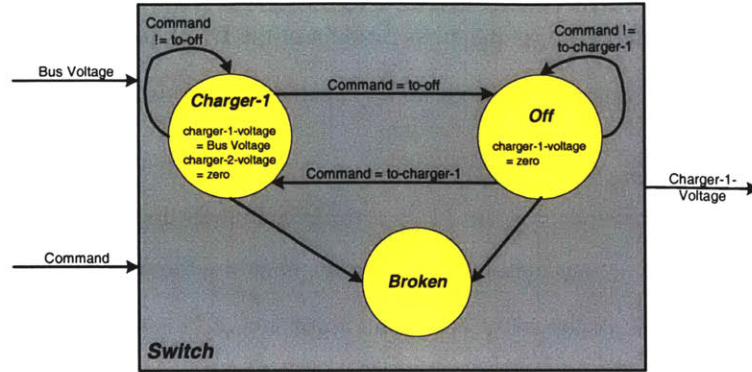 Command
!= to-off
Command !=
to-charger-1
Bus Voltage
Command = to-off
Charger-1
charger-1-voltage
= Bus Voltage
charger-2-voltage
= zero
Off
charger-1-voltage
= zero
Command = to-charger-1
Charger-1-
Voltage
Command
Broken
Switch